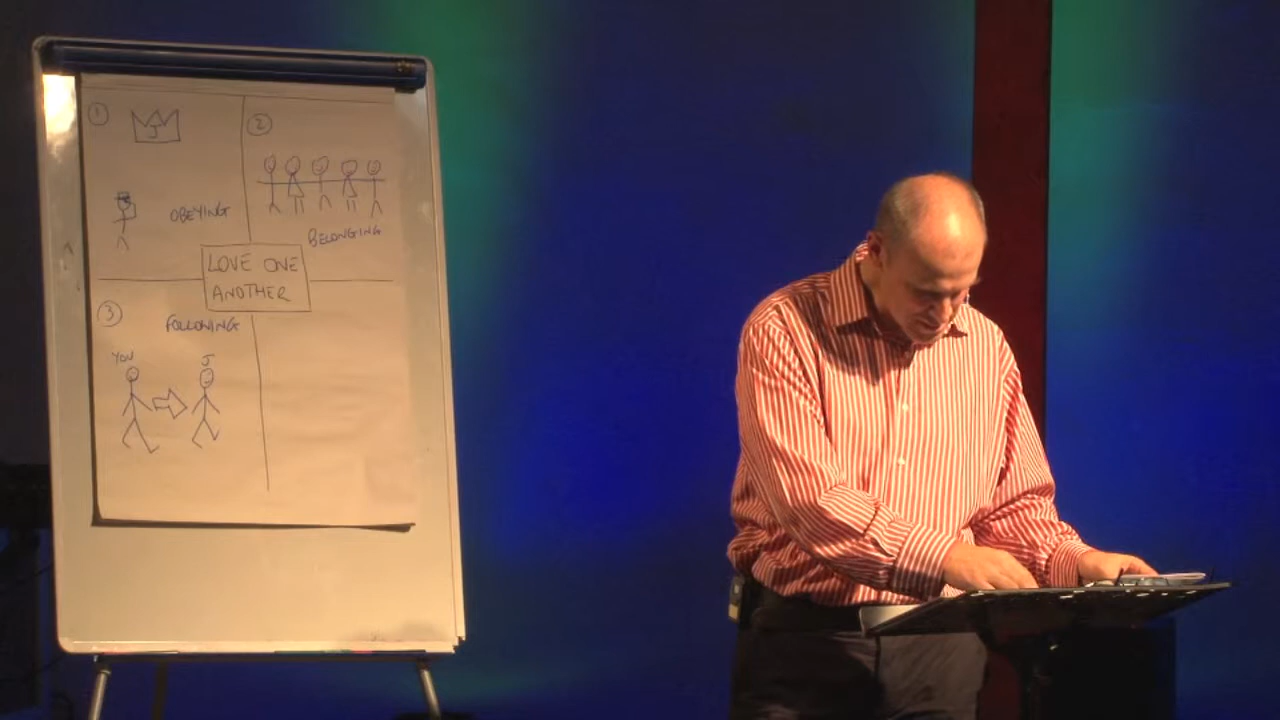 1
J
OBEYING
2
BELONGING
LOVE ONE
ANOTHER
3
FOLLOWING
YOU
J